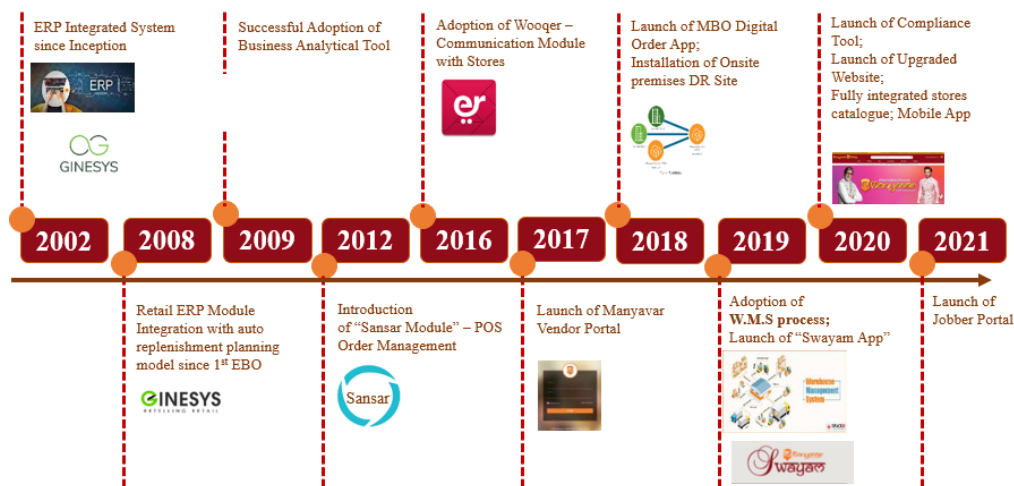 ERP Integrated System
since Inception
ERP
GINESYS
Successful Adoption of
Business Analytical Tool
Adoption of Wooqer –
Communication Module
with Stores
er
Launch of MBO Digital
Order App;
Installation of Onsite
premises DR Site
Launch of Compliance
Tool;
Launch of Upgraded
Website;
Fully integrated stores
catalogue; Mobile App
2002
2008
2009
2012
2016
2017
2018
2019
2020
2021
Retail ERP Module
Integration with auto
replenishment planning
model since 1st EBO
GINESYS
RETELLING RETAIL
Introduction
of “Sansar Module” – POS
Order Management
Sansar
Launch of Manyavar
Vendor Portal
Adoption of
W.M.S process;
Launch of “Swayam App”
Warehouse
Management
System
Manyavar
Swayam
Launch of
Jobber Portal